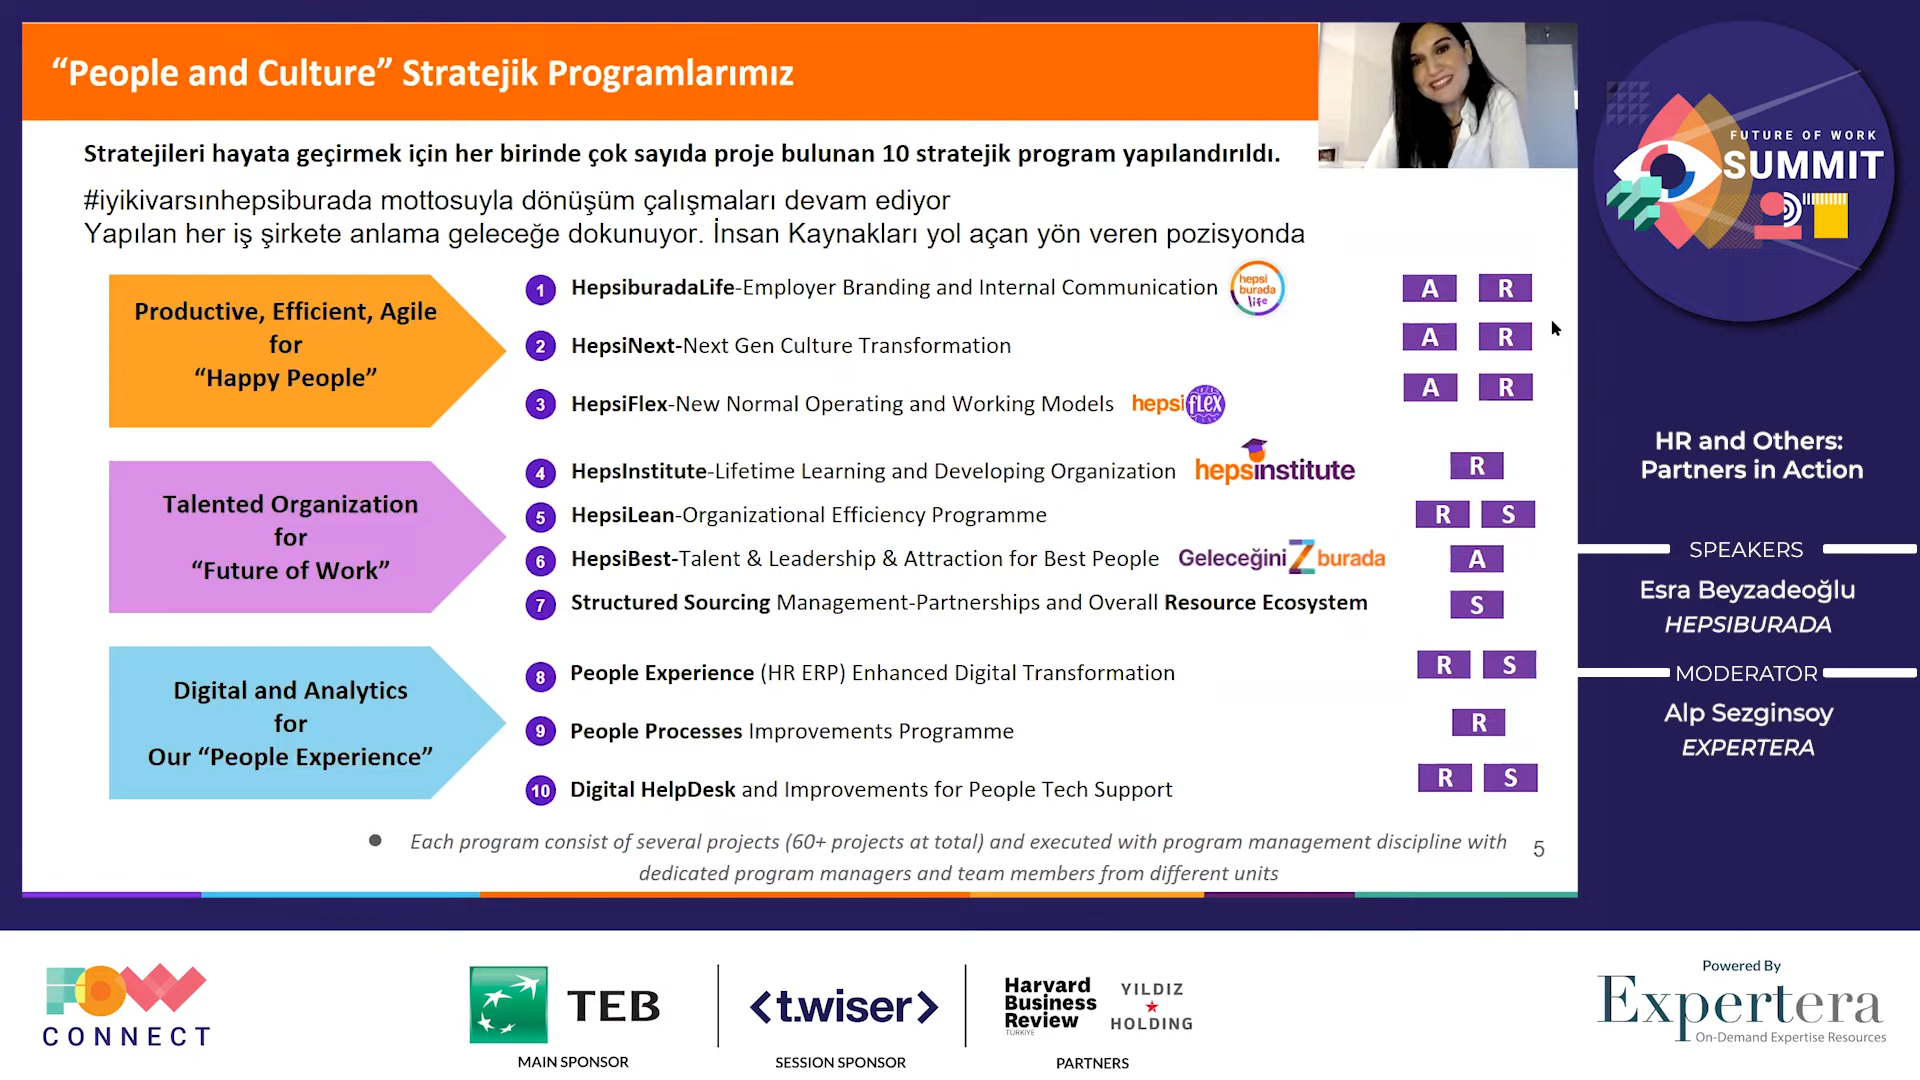 “People and Culture” Stratejik Programlarımız
Stratejileri hayata geçirmek için her birinde çok sayıda proje bulunan 10 stratejik program yapılandırıldı.
#iyikivarsınhepsiburada mottosuyla dönüşüm çalışmaları devam ediyor
Yapılan her iş şirkete anlama geleceğe dokunuyor. İnsan Kaynakları yol açan yön veren pozisyonda
Productive, Efficient, Agile
for
“Happy People”
1 HepsiburadaLife-Employer Branding and Internal Communication hepsi burada life A R
2 HepsiNext-Next Gen Culture Transformation A R
3 HepsiFlex-New Normal Operating and Working Models hepsiflex A R
Talented Organization
for
“Future of Work”
4 HepsInstitute-Lifetime Learning and Developing Organization hepsinstitute R
5 HepsiLean-Organizational Efficiency Programme R S
6 HepsiBest-Talent & Leadership & Attraction for Best People Geleceğini Z burada A
7 Structured Sourcing Management-Partnerships and Overall Resource Ecosystem S
Digital and Analytics
for
Our “People Experience”
8 People Experience (HR ERP) Enhanced Digital Transformation R S
9 People Processes Improvements Programme R
10 Digital HelpDesk and Improvements for People Tech Support R S
• Each program consist of several projects (60+ projects at total) and executed with program management discipline with
dedicated program managers and team members from different units
5
FUTURE OF WORK
SUMMIT
HR and Others:
Partners in Action
SPEAKERS
Esra Beyzadeoğlu
HEPSIBURADA
MODERATOR
Alp Sezginsoy
EXPERTERA
FOW
CONNECT
TEB
MAIN SPONSOR
<t.wiser>
SESSION SPONSOR
Harvard
Business
Review
TÜRKİYE
YILDIZ
HOLDING
PARTNERS
Powered By
Expertera
On-Demand Expertise Resources